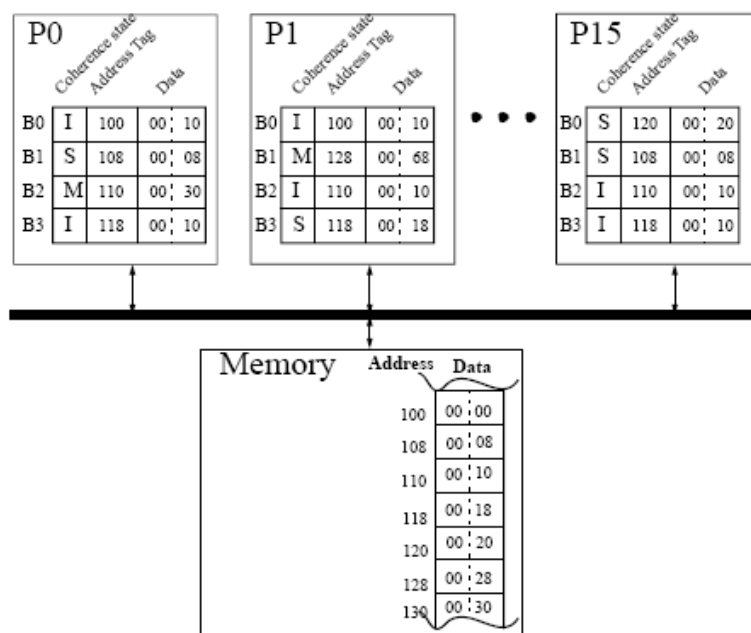 P0
Coherence state
Address Tag
Data
B0 I 100 00 10
B1 S 108 00 08
B2 M 110 00 30
B3 I 118 00 10
P1
Coherence state
Address Tag
Data
B0 I 100 00 10
B1 M 128 00 68
B2 I 110 00 10
B3 S 118 00 18
P15
Coherence state
Address Tag
Data
B0 S 120 00 20
B1 S 108 00 08
B2 I 110 00 10
B3 I 118 00 10
Memory
Address Data
100 00 00
108 00 08
110 00 10
118 00 18
120 00 20
128 00 28
130 00 30